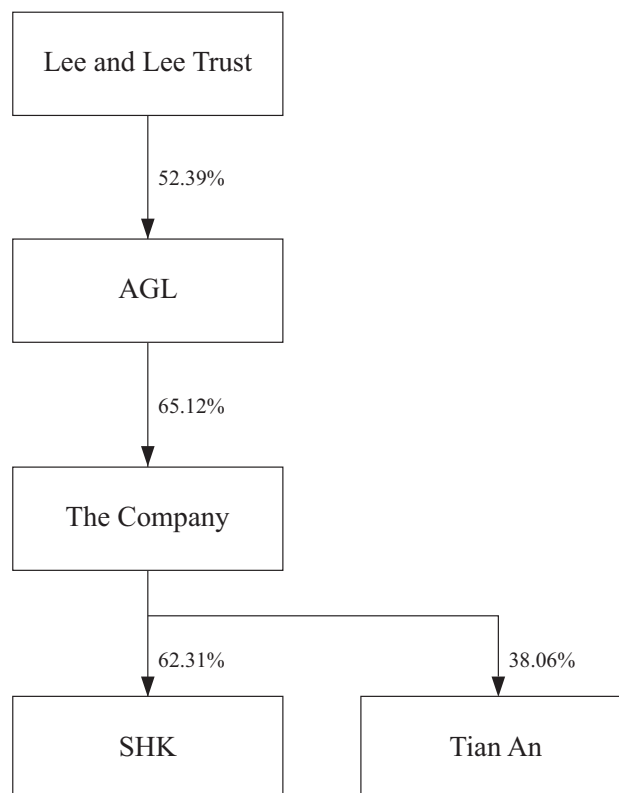 Lee and Lee Trust
52.39%
AGL
65.12%
The Company
62.31%
38.06%
SHK
Tian An